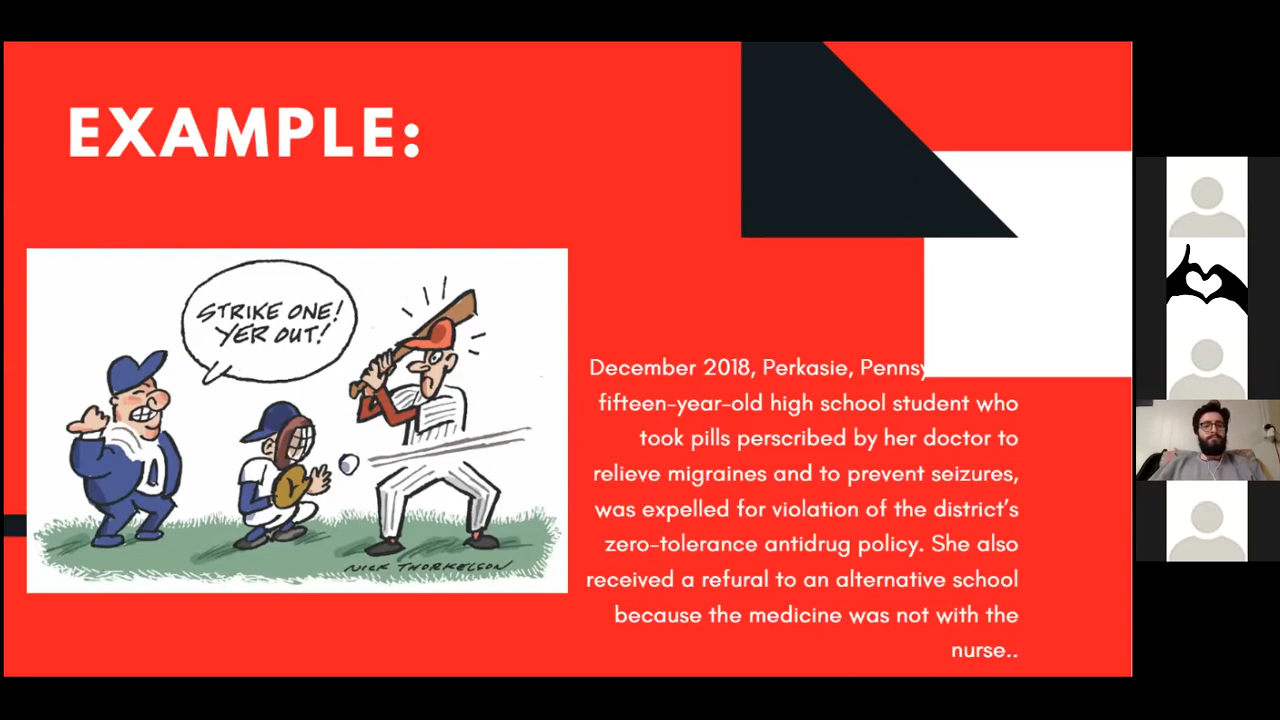 EXAMPLE:
STRIKE ONE!
YER OUT!
NICK THORKELSON
December 2018, Perkasie, Pennsy
fifteen-year-old high school student who
took pills perscribed by her doctor to
relieve migraines and to prevent seizures,
was expelled for violation of the district's
zero-tolerance antidrug policy. She also
received a refural to an alternative school
because the medicine was not with the
nurse..